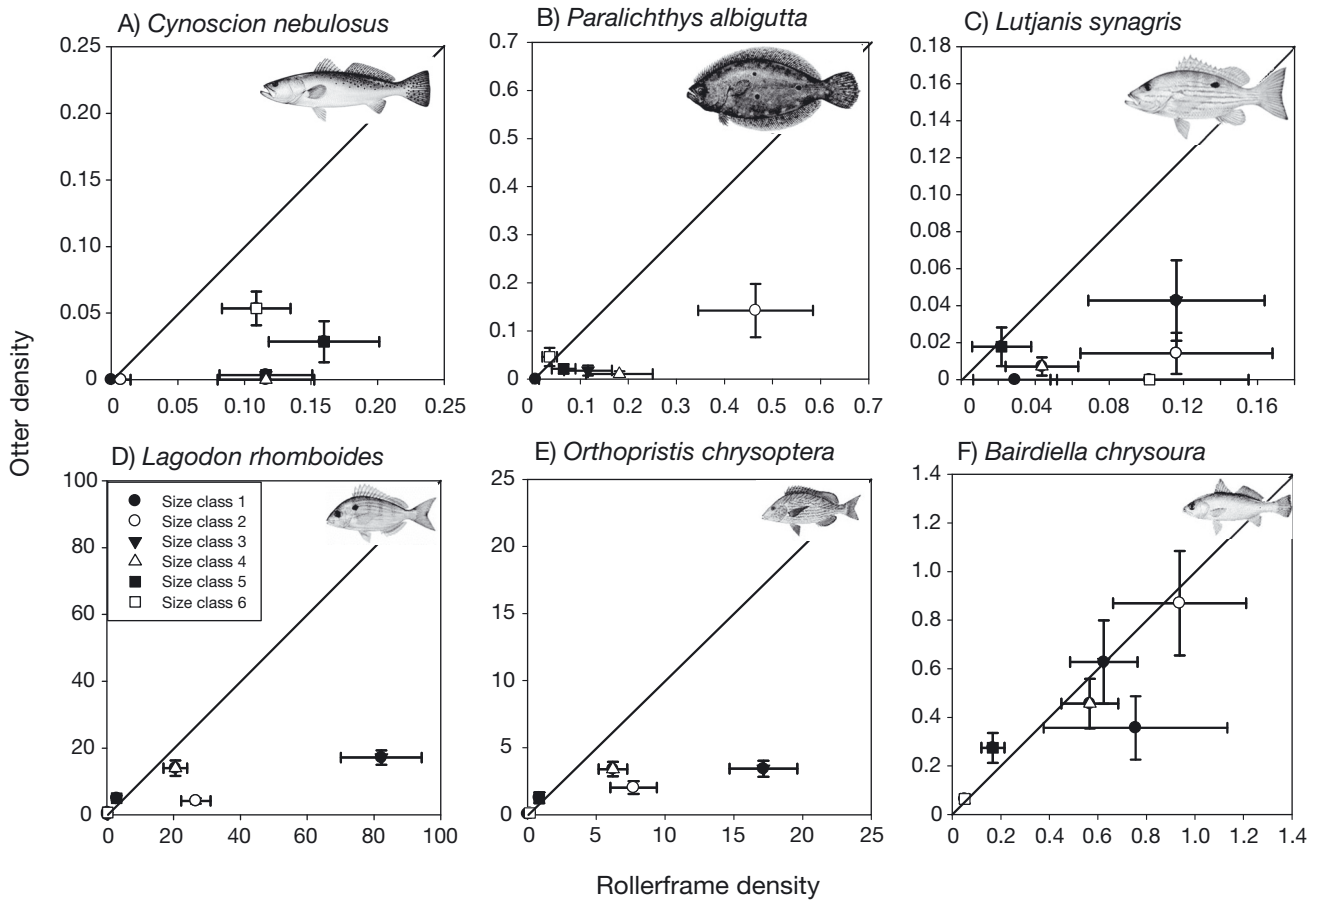 A) Cynoscion nebulosus
B) Paralichthys albigutta
C) Lutjanis synagris
0.25
0.20
0.15
0.10
0.05
0
0 0.05 0.10 0.15 0.20 0.25
0.7
0.6
0.5
0.4
0.3
0.2
0.1
0
0 0.1 0.2 0.3 0.4 0.5 0.6 0.7
0.18
0.16
0.14
0.12
0.10
0.08
0.06
0.04
0.02
0
0 0.04 0.08 0.12 0.16
Otter density
D) Lagodon rhomboides
E) Orthopristis chrysoptera
F) Bairdiella chrysoura
100
80
60
40
20
0
0 20 40 60 80 100
Size class 1
Size class 2
Size class 3
Size class 4
Size class 5
Size class 6
25
20
15
10
5
0
0 5 10 15 20 25
1.4
1.2
1.0
0.8
0.6
0.4
0.2
0
0 0.2 0.4 0.6 0.8 1.0 1.2 1.4
Rollerframe density